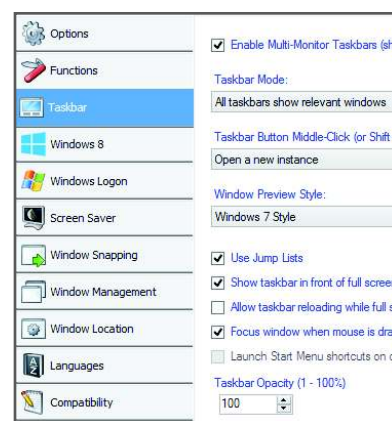 Options
Functions
Taskbar
Windows 8
Windows Logon
Screen Saver
Window Snapping
Window Management
Window Location
Languages
Compatibility
Enable Multi-Monitor Taskbars
Taskbar Mode:
All taskbars show relevant windows
Taskbar Button Middle-Click (or Shift
Open a new instance
Window Preview Style:
Windows 7 Style
Use Jump Lists
Show taskbar in front of full
Allow taskbar reloading while full
Focus window when mouse is
Launch Start Menu shortcuts on
Taskbar Opacity (1 - 100%)
100